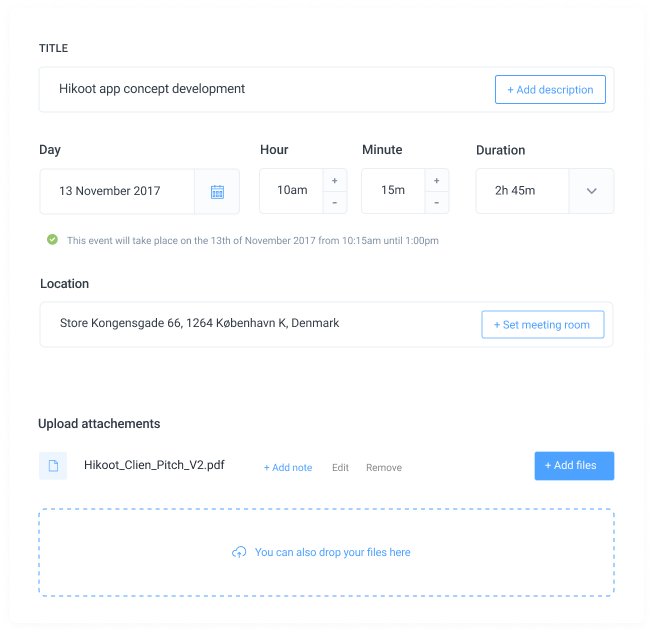 TITLE
Hikoot app concept development
+ Add description
Day
Hour
Minute
Duration
13 November 2017
10am
+
-
15m
+
-
2h 45m
This event will take place on the 13th of November 2017 from 10:15am until 1:00pm
Location
Store Kongensgade 66, 1264 København K, Denmark
+ Set meeting room
Upload attachements
Hikoot_Clien_Pitch_V2.pdf
+ Add note
Edit
Remove
+ Add files
You can also drop your files here